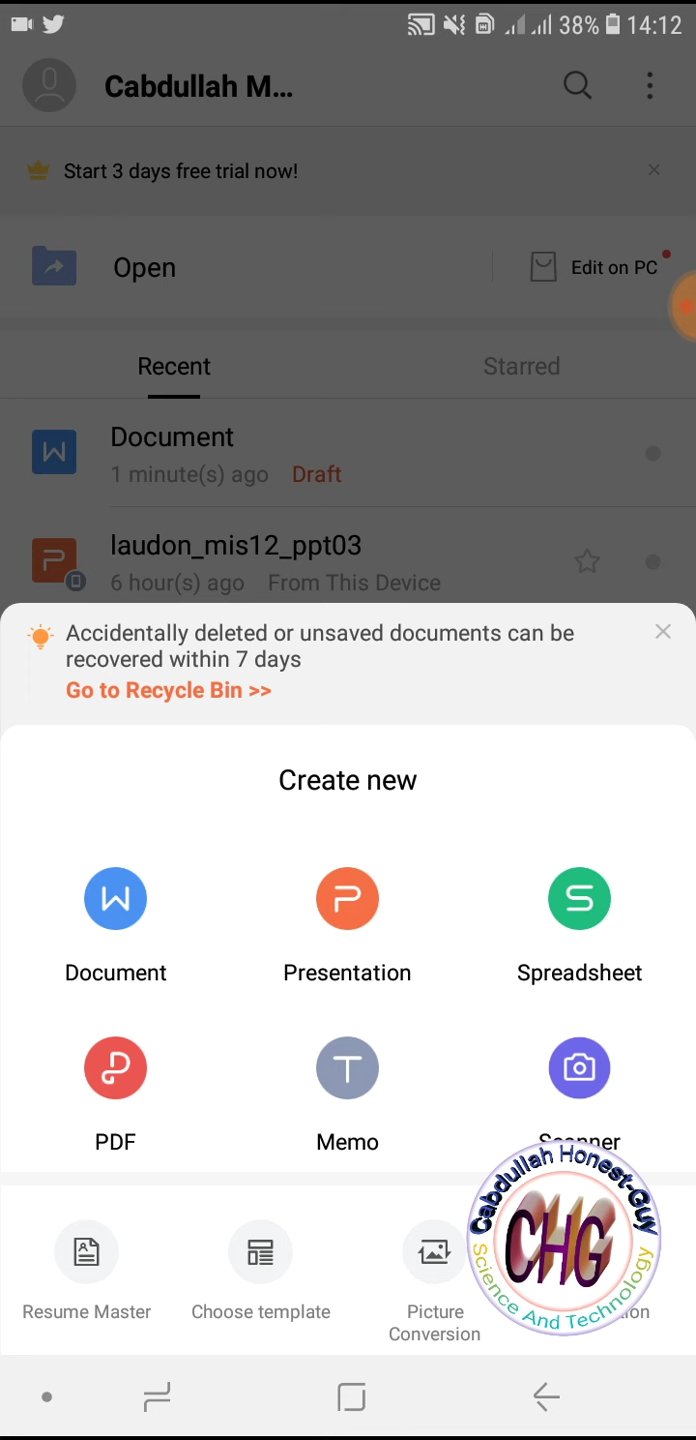 38% 14:12
Cabdullah M...
Start 3 days free trial now!
Open
Edit on PC
Recent
Starred
Document
1 minute(s) ago Draft
laudon_mis12_ppt03
6 hour(s) ago From This Device
Accidentally deleted or unsaved documents can be
recovered within 7 days
Go to Recycle Bin >>
Create new
Document
Presentation
Spreadsheet
PDF
Memo
Scanner
Resume Master
Choose template
Picture
Conversion
Cabdullah Honest-Guy
CHG
Science And Technology